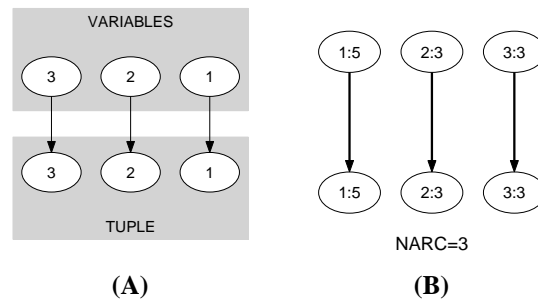 VARIABLES
3 2 1
3 2 1
TUPLE
1:5 2:3 3:3
1:5 2:3 3:3
NARC=3
(A) (B)